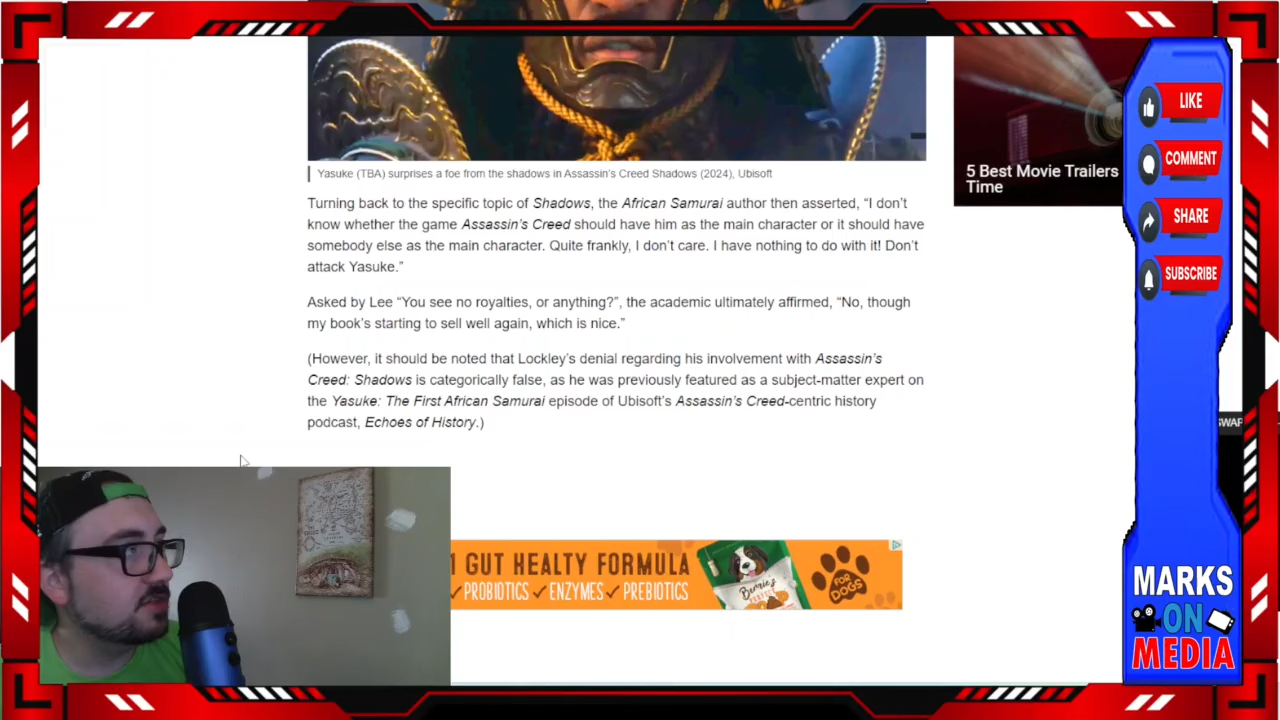 Yasuke (TBA) surprises a foe from the shadows in Assassin's Creed Shadows (2024), Ubisoft
Turning back to the specific topic of Shadows, the African Samurai author then asserted, “I don't
know whether the game Assassin's Creed should have him as the main character or it should have
somebody else as the main character. Quite frankly, I don't care. I have nothing to do with it! Don't
attack Yasuke.”
Asked by Lee “You see no royalties, or anything?”, the academic ultimately affirmed, “No, though
my book's starting to sell well again, which is nice.”
(However, it should be noted that Lockley's denial regarding his involvement with Assassin's
Creed: Shadows is categorically false, as he was previously featured as a subject-matter expert on
the Yasuke: The First African Samurai episode of Ubisoft's Assassin's Creed-centric history
podcast, Echoes of History.)
5 Best Movie Trailers
Time
LIKE
COMMENT
SHARE
SUBSCRIBE
SWAP
1 GUT HEALTY FORMULA
✓PROBIOTICS ✓ENZYMES ✓PREBIOTICS
FOR
DOGS
MARKS
ON
MEDIA